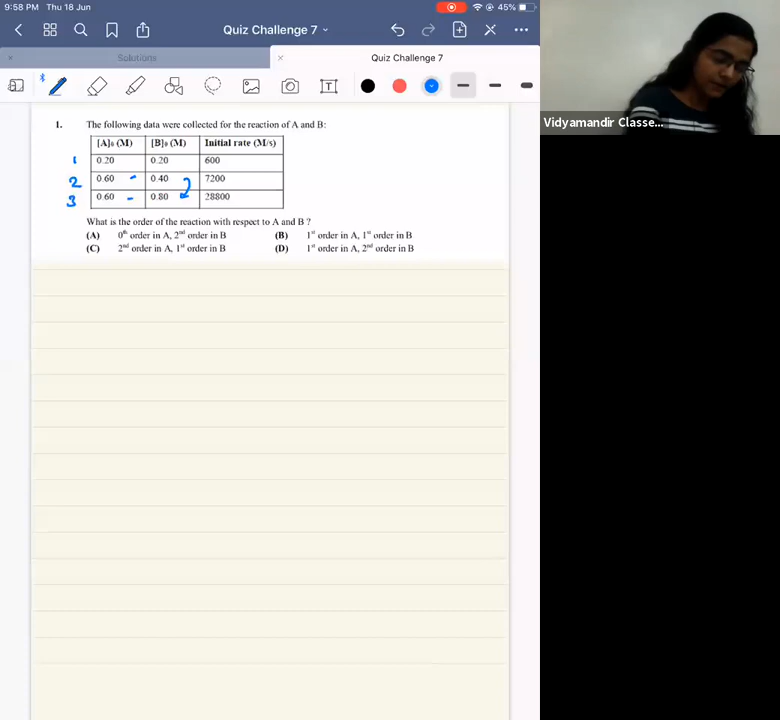 9:58 PM Thu 18 Jun
45%
Quiz Challenge 7
Solutions
Quiz Challenge 7
Vidyamandir Classe...
1. The following data were collected for the reaction of A and B:
[A]₀ (M) [B]₀ (M) Initial rate (M/s)
1 0.20 0.20 600
2 0.60 0.40 7200
3 0.60 0.80 28800
What is the order of the reaction with respect to A and B ?
(A) 0th order in A, 2nd order in B (B) 1st order in A, 1st order in B
(C) 2nd order in A, 1st order in B (D) 1st order in A, 2nd order in B